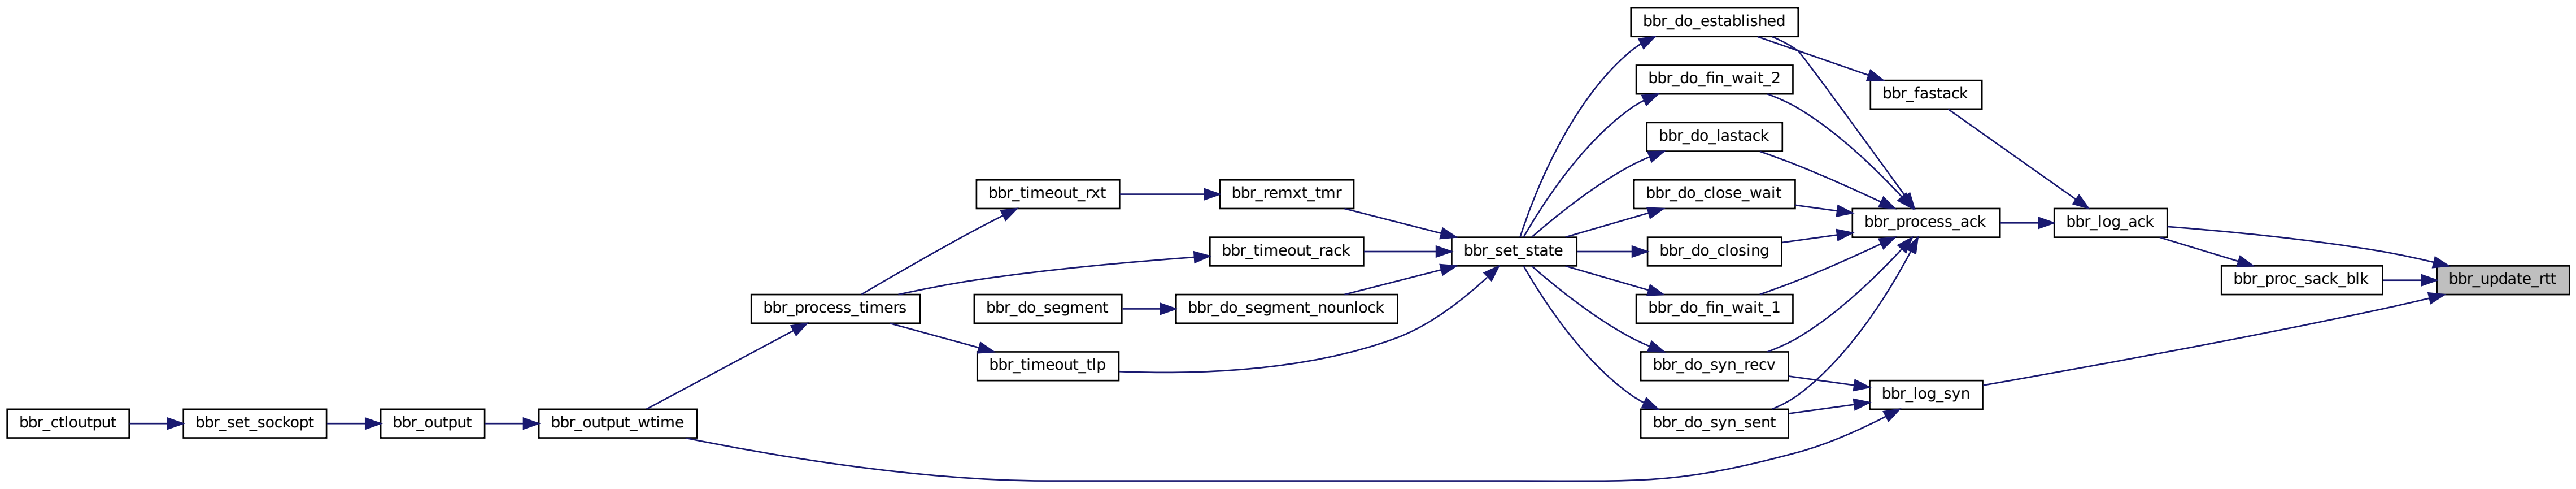 bbr_do_established
bbr_do_fin_wait_2
bbr_fastack
bbr_do_lastack
bbr_timeout_rxt
bbr_remxt_tmr
bbr_do_close_wait
bbr_process_ack
bbr_log_ack
bbr_timeout_rack
bbr_set_state
bbr_do_closing
bbr_proc_sack_blk
bbr_update_rtt
bbr_process_timers
bbr_do_segment
bbr_do_segment_nounlock
bbr_do_fin_wait_1
bbr_timeout_tlp
bbr_do_syn_recv
bbr_log_syn
bbr_ctloutput
bbr_set_sockopt
bbr_output
bbr_output_wtime
bbr_do_syn_sent